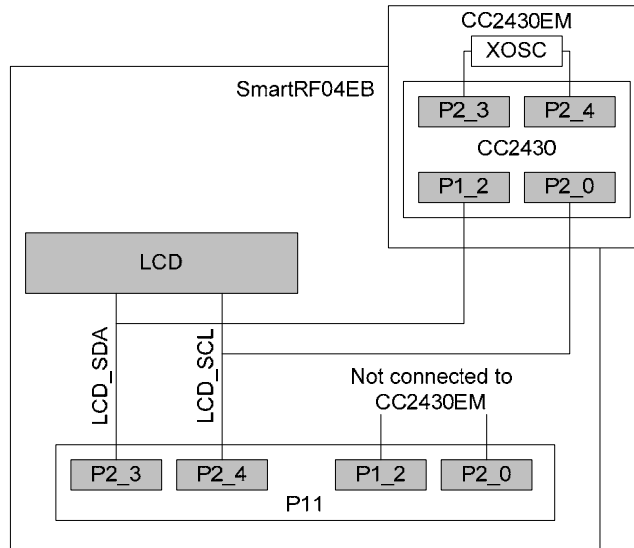 CC2430EM
XOSC
SmartRF04EB
P2_3
P2_4
CC2430
P1_2
P2_0
LCD
LCD_SDA
LCD_SCL
Not connected to
CC2430EM
P2_3
P2_4
P1_2
P2_0
P11